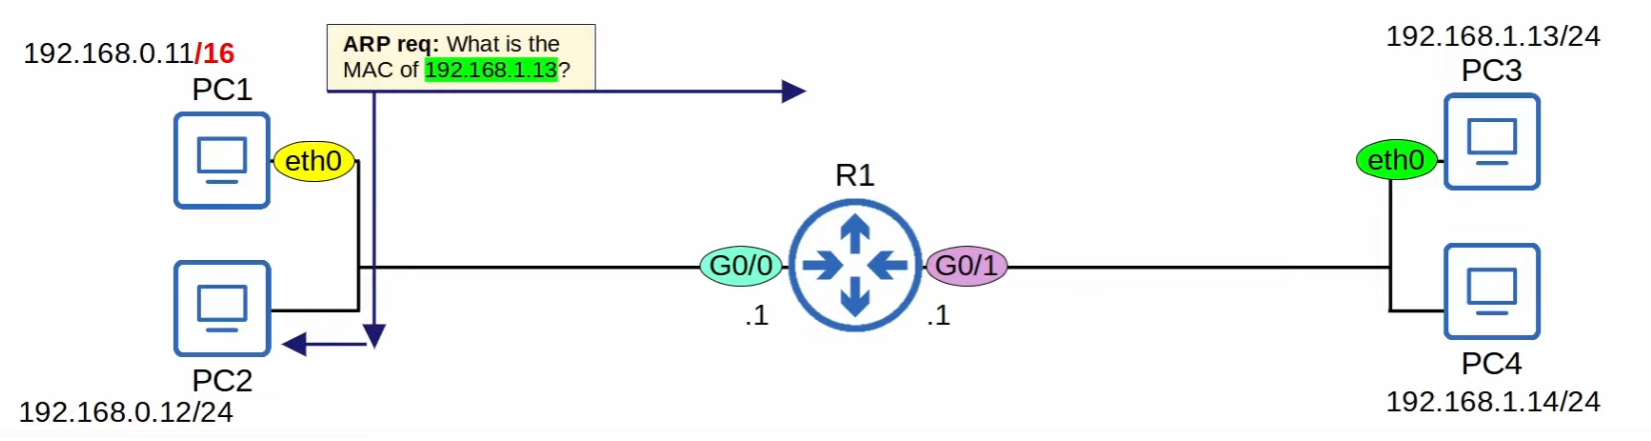 192.168.0.11/16
PC1
eth0
ARP req: What is the
MAC of 192.168.1.13?
192.168.1.13/24
PC3
eth0
R1
G0/0
G0/1
.1
.1
PC2
192.168.0.12/24
PC4
192.168.1.14/24